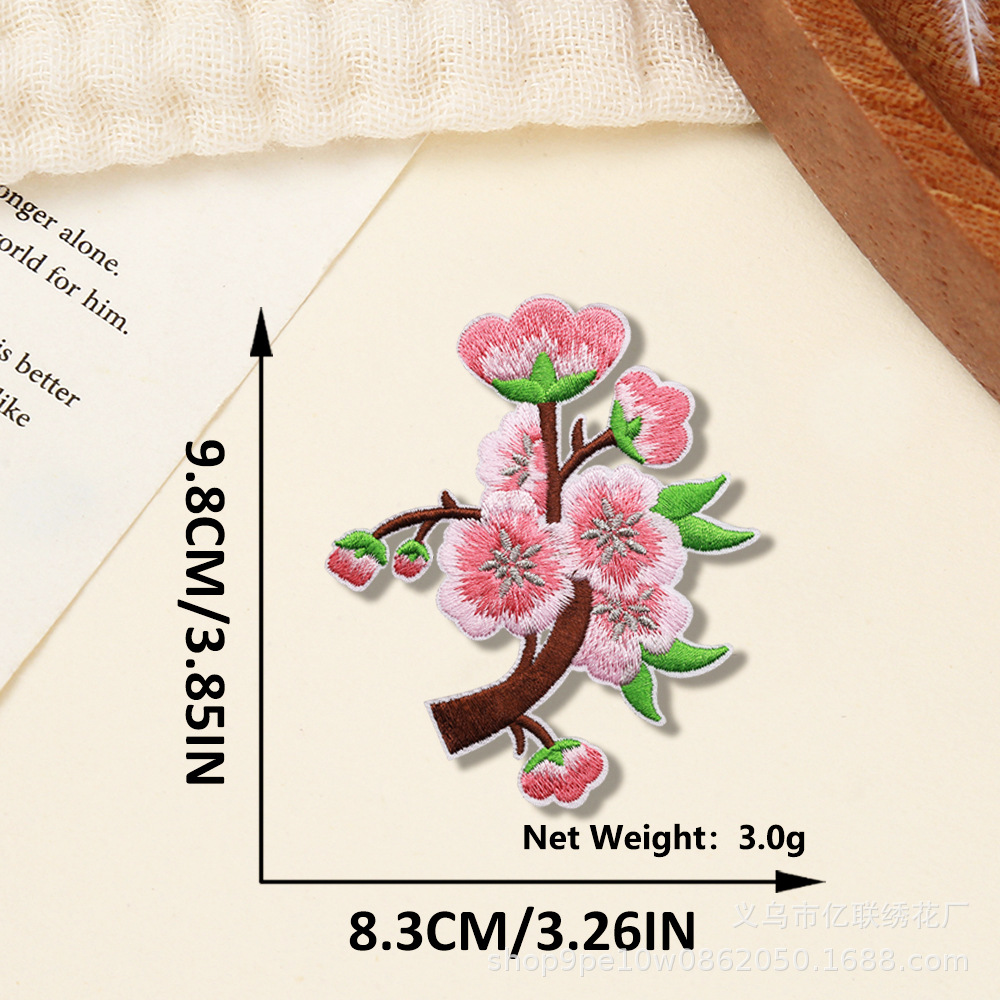 onger alone.
orld for him.
is better
like
9.8CM/3.85IN
Net Weight： 3.0g
8.3CM/3.26IN
义乌市亿联绣花厂
shop9pe10w0862050.1688.com